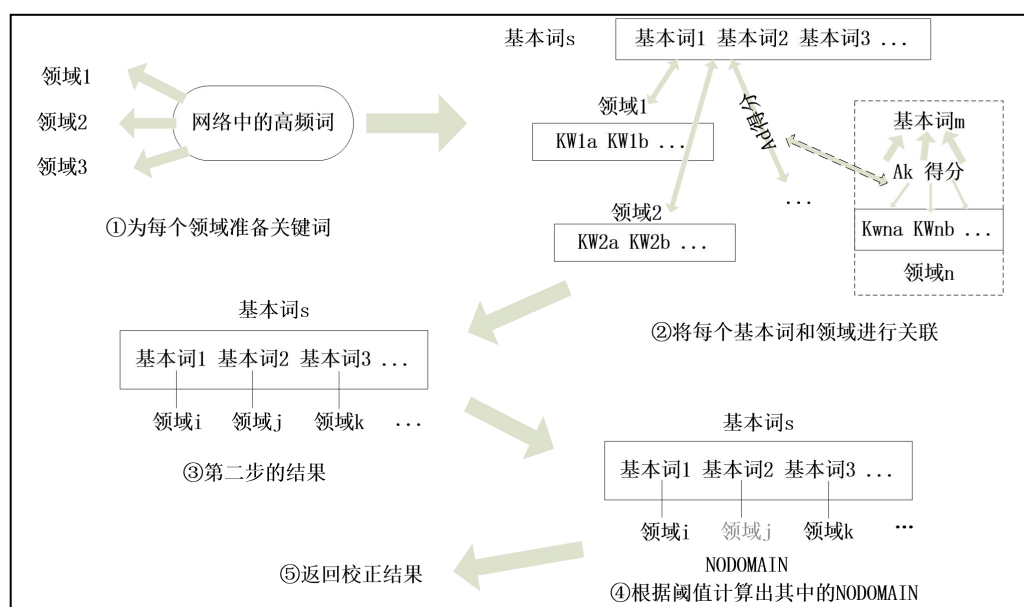 领域1
领域2
领域3
网络中的高频词
①为每个领域准备关键词
基本词s
基本词1 基本词2 基本词3 ...
领域1
KW1a KW1b ...
领域2
KW2a KW2b ...
Ad得分
...
基本词m
Ak 得分
Kwna KWnb ...
领域n
②将每个基本词和领域进行关联
基本词s
基本词1 基本词2 基本词3 ...
领域i 领域j 领域k ...
③第二步的结果
基本词s
基本词1 基本词2 基本词3 ...
领域i 领域j 领域k ...
NODOMAIN
④根据阈值计算出其中的NODOMAIN
⑤返回校正结果